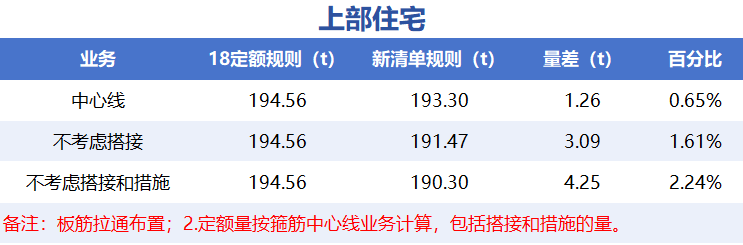 上部住宅
业务 18定额规则（t） 新清单规则（t） 量差（t） 百分比
中心线 194.56 193.30 1.26 0.65%
不考虑搭接 194.56 191.47 3.09 1.61%
不考虑搭接和措施 194.56 190.30 4.25 2.24%
备注：板筋拉通布置；2.定额量按箍筋中心线业务计算，包括搭接和措施的量。